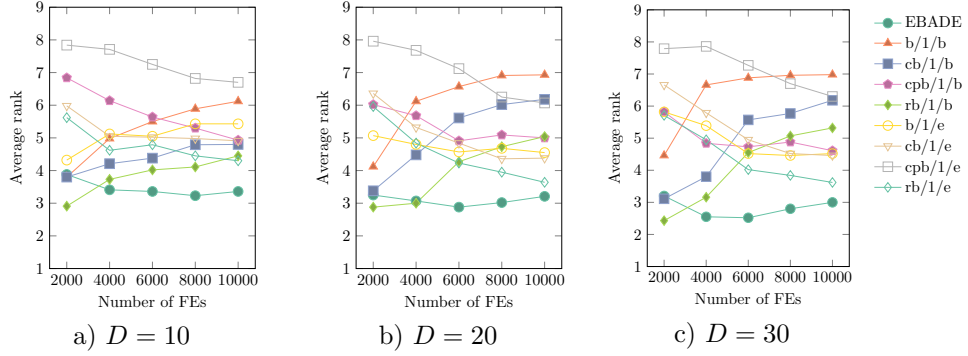 9
8
7
6
5
4
3
2
1
2000 4000 6000 8000 10000
Average rank
Number of FEs
a) D = 10
9
8
7
6
5
4
3
2
1
2000 4000 6000 8000 10000
Average rank
Number of FEs
b) D = 20
9
8
7
6
5
4
3
2
1
2000 4000 6000 8000 10000
Average rank
Number of FEs
c) D = 30
EBADE
b/1/b
cb/1/b
cpb/1/b
rb/1/b
b/1/e
cb/1/e
cpb/1/e
rb/1/e